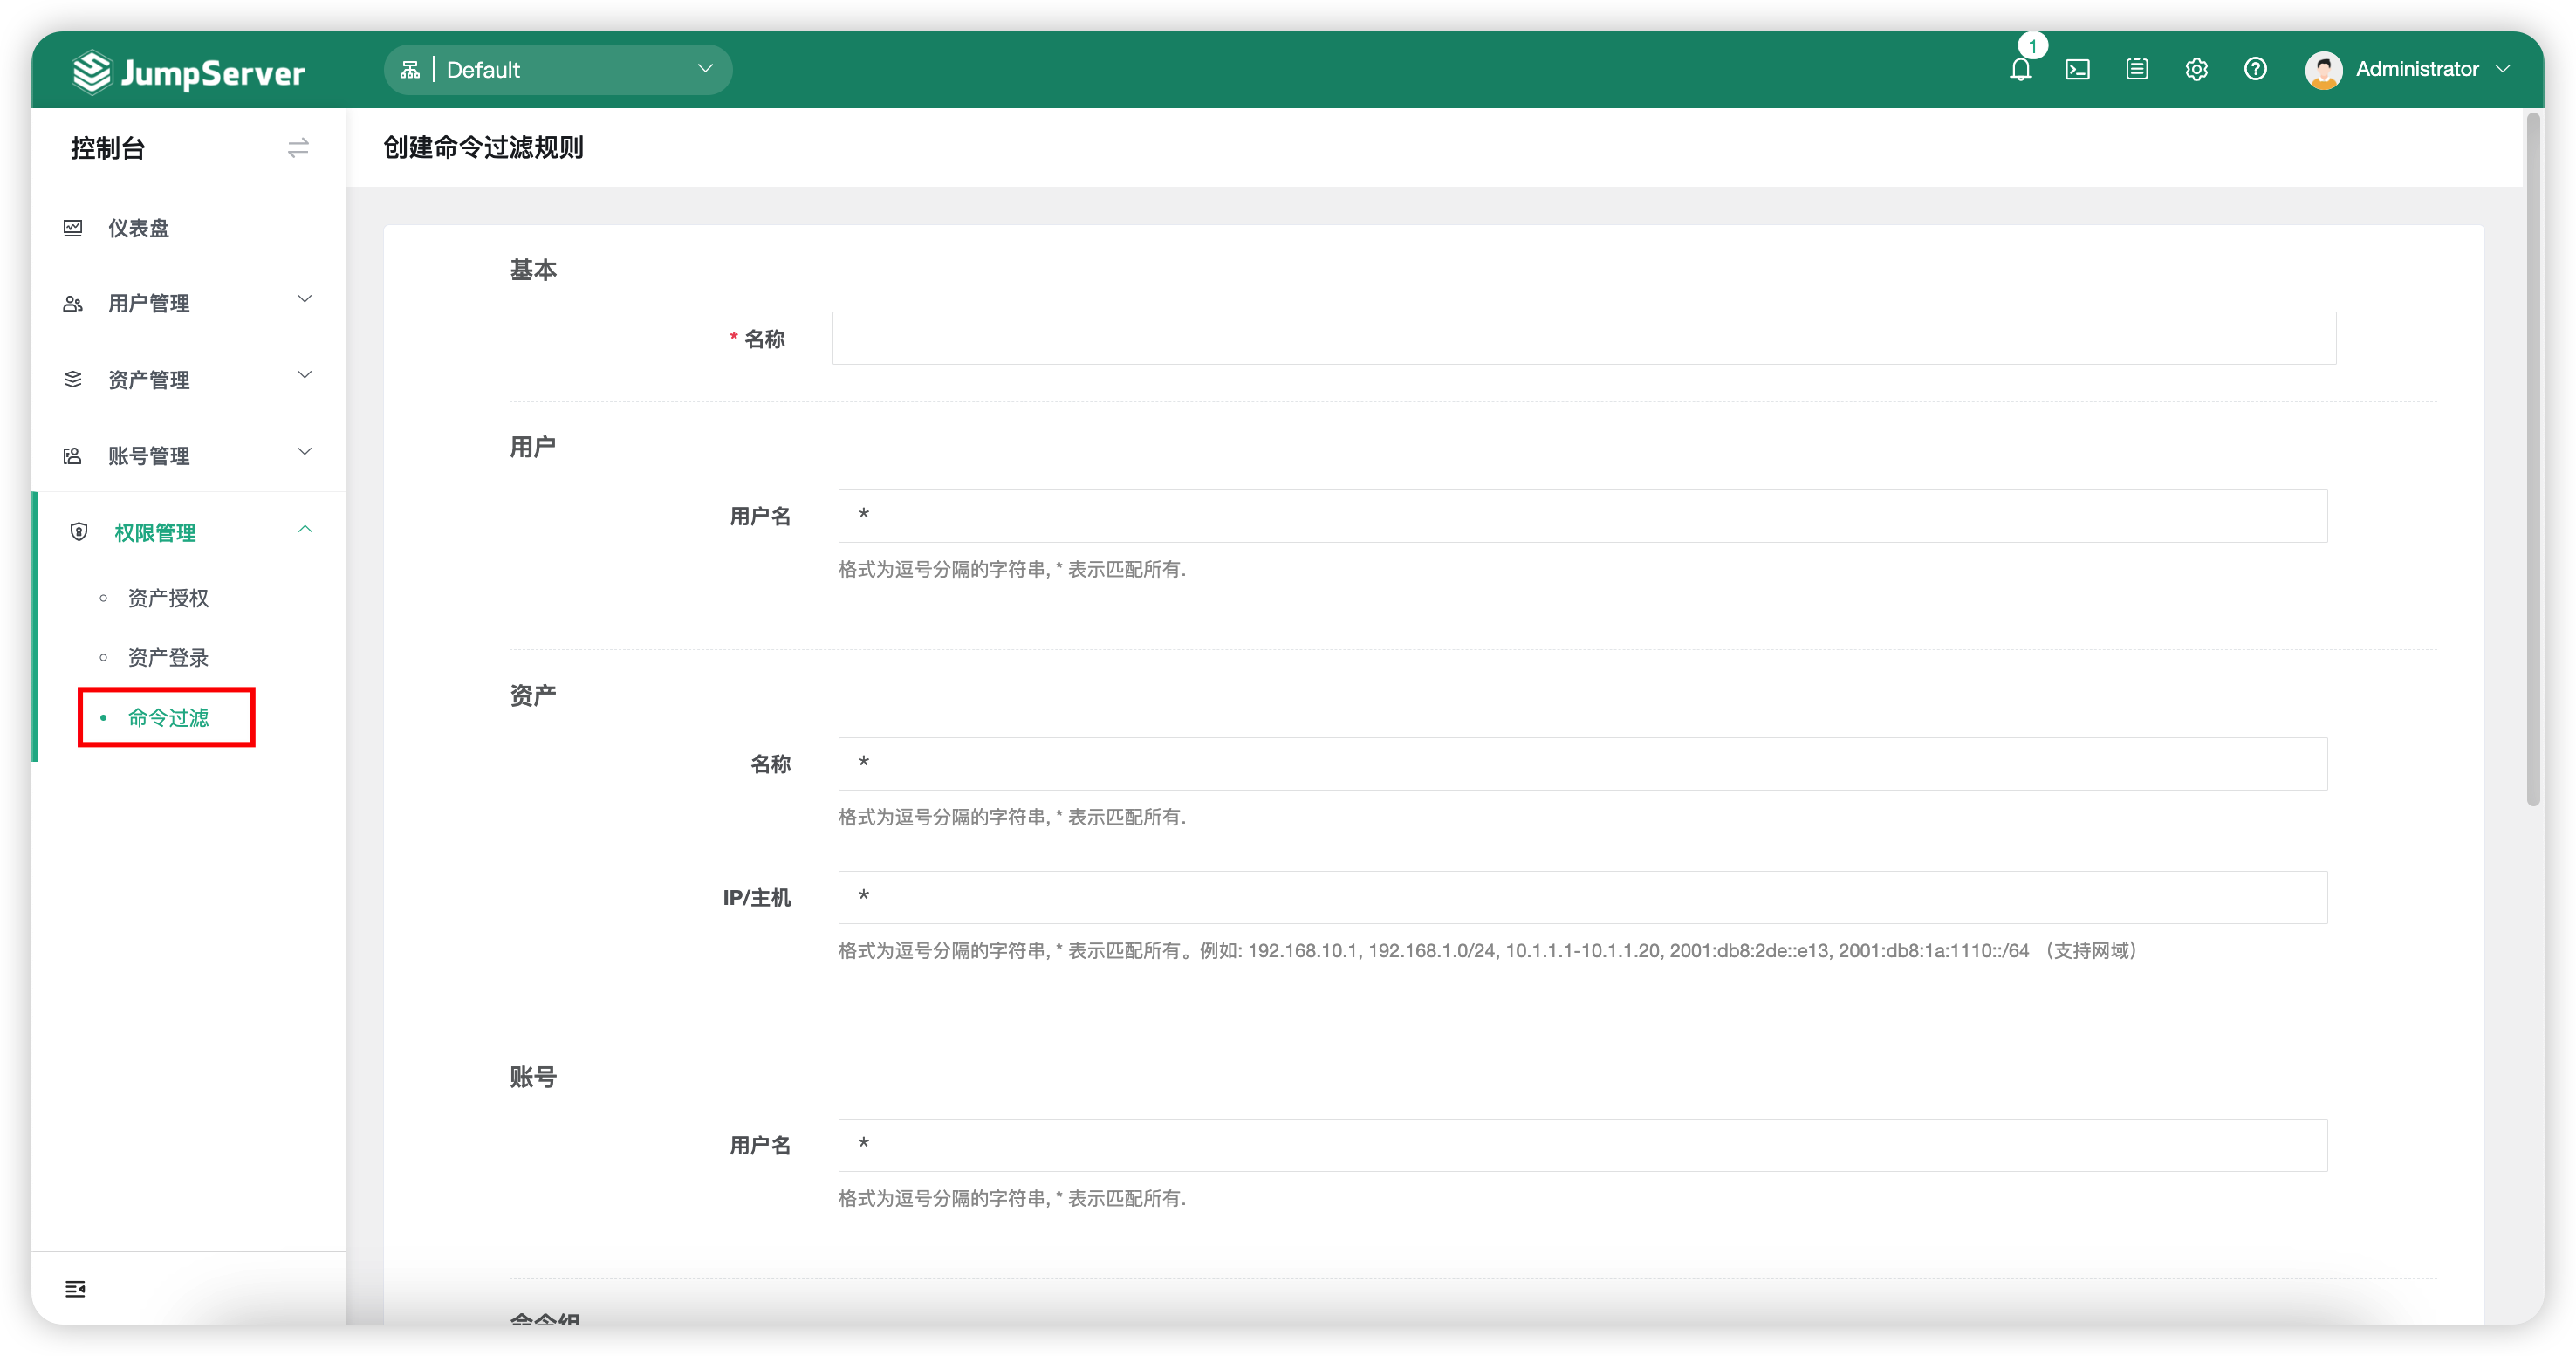 JumpServer
Default
1
Administrator
控制台
创建命令过滤规则
仪表盘
用户管理
资产管理
账号管理
权限管理
资产授权
资产登录
命令过滤
基本
* 名称
用户
用户名
*
格式为逗号分隔的字符串, * 表示匹配所有.
资产
名称
*
格式为逗号分隔的字符串, * 表示匹配所有.
IP/主机
*
格式为逗号分隔的字符串, * 表示匹配所有。例如: 192.168.10.1, 192.168.1.0/24, 10.1.1.1-10.1.1.20, 2001:db8:2de::e13, 2001:db8:1a:1110::/64 （支持网域）
账号
用户名
*
格式为逗号分隔的字符串, * 表示匹配所有.
命令组